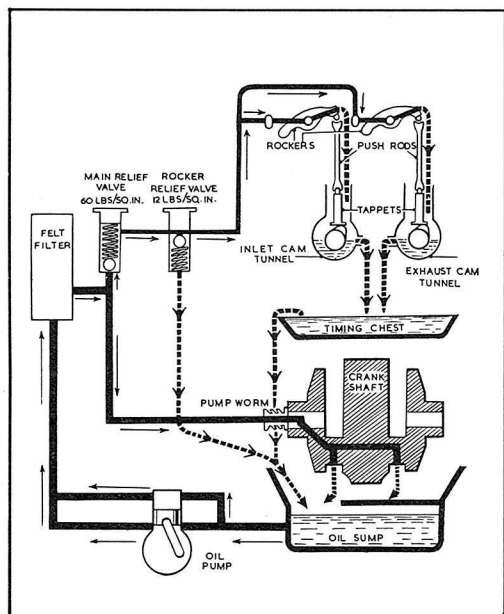 ROCKERS
PUSH RODS
MAIN RELIEF
VALVE
60 LBS/SQ.IN.
ROCKER
RELIEF VALVE
12 LBS/SQ.IN.
FELT
FILTER
TAPPETS
INLET CAM
TUNNEL
EXHAUST CAM
TUNNEL
TIMING CHEST
CRANK
SHAFT
PUMP WORM
OIL SUMP
OIL
PUMP